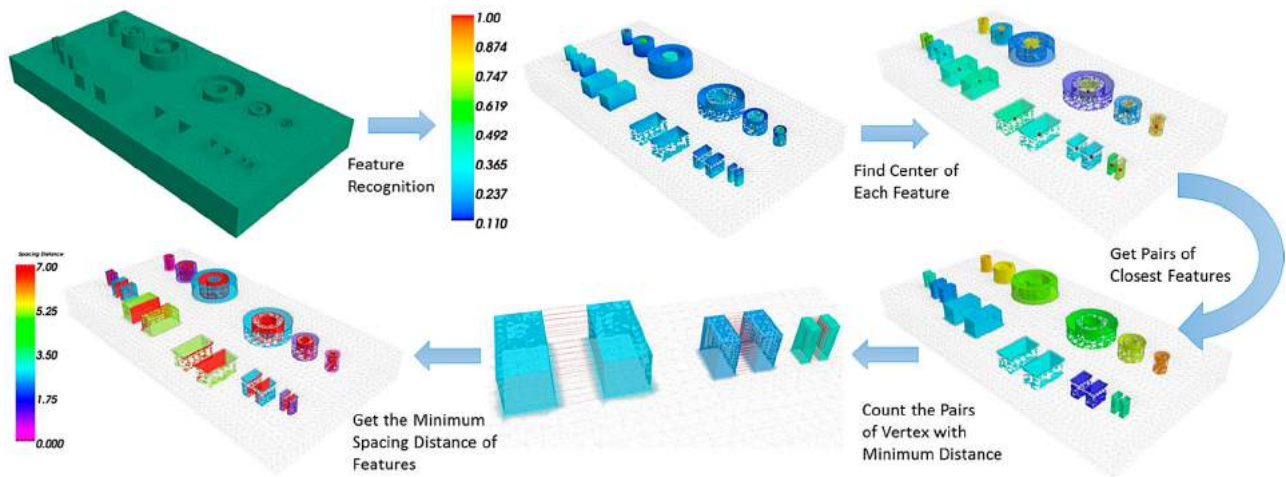 1.00
0.874
0.747
0.619
0.492
0.365
0.237
0.110
Feature
Recognition
Find Center of
Each Feature
Get Pairs of
Closest Features
Count the Pairs
of Vertex with
Minimum Distance
Get the Minimum
Spacing Distance of
Features
Spacing Distance
7.00
5.25
3.50
1.75
0.000